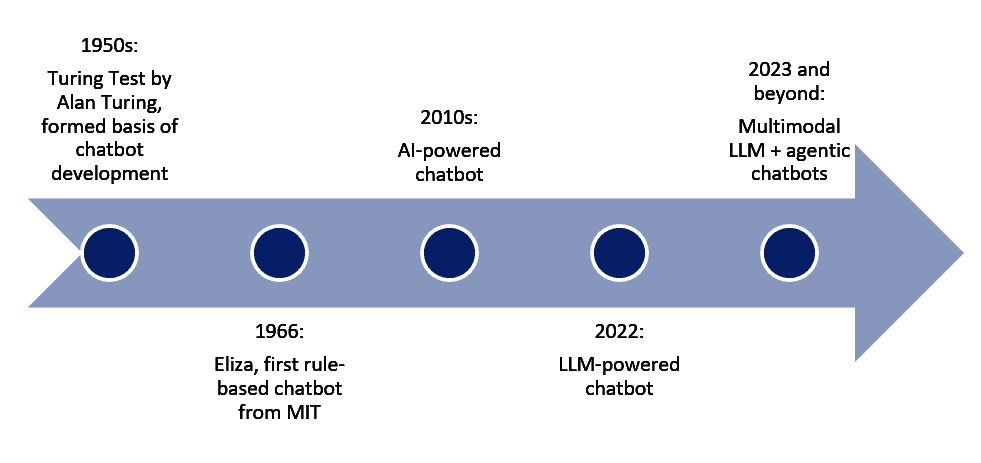 1950s:
Turing Test by
Alan Turing,
formed basis of
chatbot
development
1966:
Eliza, first rule-
based chatbot
from MIT
2010s:
AI-powered
chatbot
2022:
LLM-powered
chatbot
2023 and
beyond:
Multimodal
LLM + agentic
chatbots